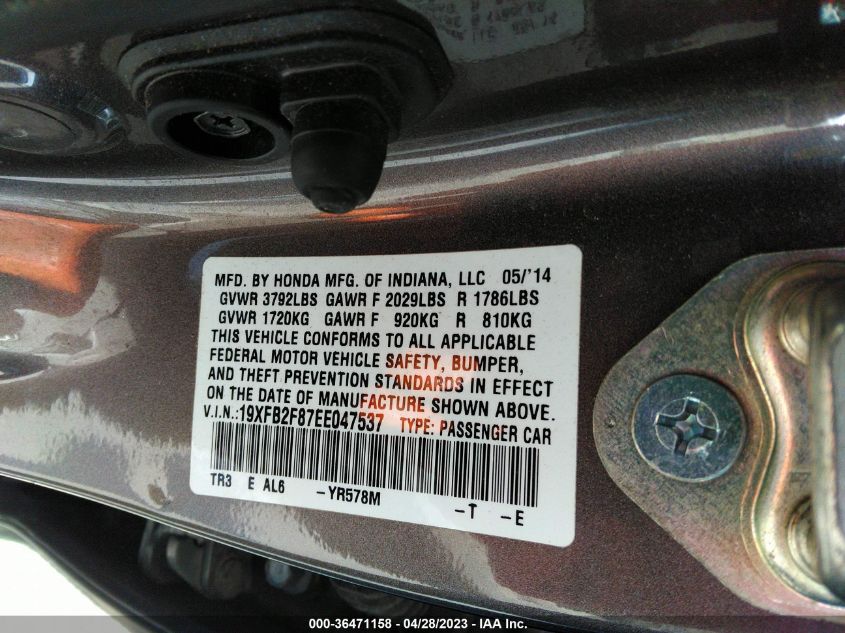 MFD. BY HONDA MFG. OF INDIANA, LLC 05/'14
GVWR 3792LBS GAWR F 2029LBS R 1786LBS
GVWR 1720KG GAWR F 920KG R 810KG
THIS VEHICLE CONFORMS TO ALL APPLICABLE
FEDERAL MOTOR VEHICLE SAFETY, BUMPER,
AND THEFT PREVENTION STANDARDS IN EFFECT
ON THE DATE OF MANUFACTURE SHOWN ABOVE.
V.I.N.:19XFB2F87EE047537 TYPE: PASSENGER CAR
TR3 E AL6 -YR578M -T -E
000-36471158 | 04/28/2023 | IAA Inc.